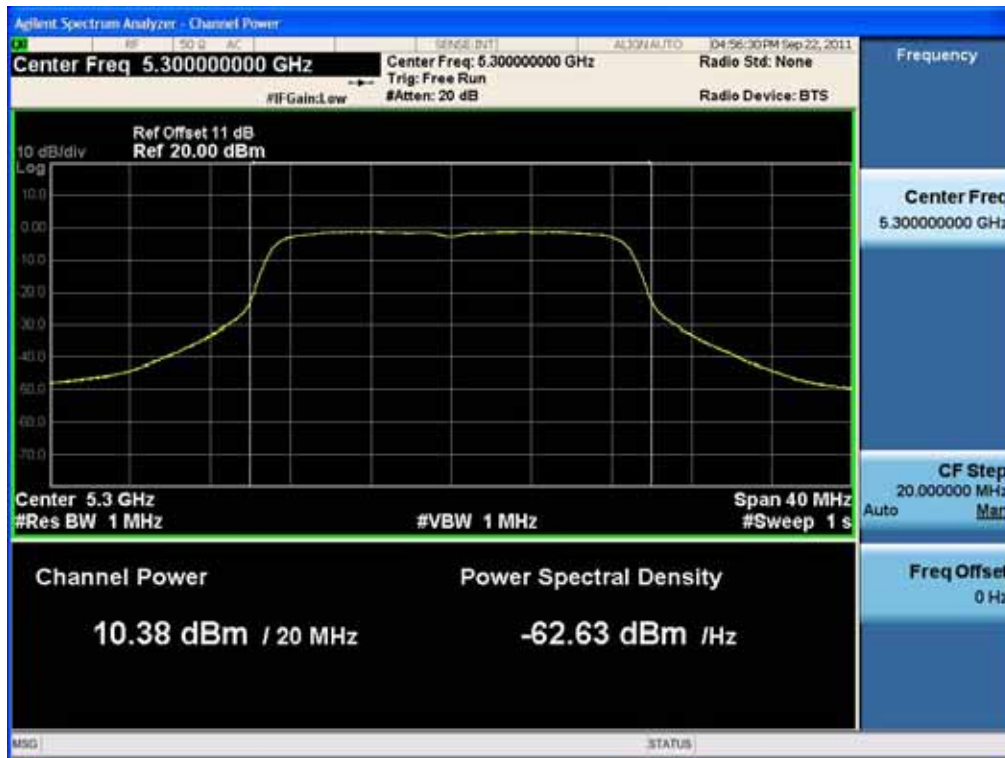 Agilent Spectrum Analyzer - Channel Power
RF 50 Ω AC SENSE:INT ALIGN AUTO 04:56:30 PM Sep 22, 2011
Center Freq 5.300000000 GHz
Center Freq: 5.300000000 GHz
Radio Std: None
Trig: Free Run
#IFGain:Low
#Atten: 20 dB
Radio Device: BTS
Ref Offset 11 dB
10 dB/div Ref 20.00 dBm
Log
10.0
0.00
-10.0
-20.0
-30.0
-40.0
-50.0
-60.0
-70.0
Center 5.3 GHz
Span 40 MHz
#Res BW 1 MHz
#VBW 1 MHz
#Sweep 1 s
Channel Power
Power Spectral Density
10.38 dBm / 20 MHz
-62.63 dBm /Hz
MSG
STATUS
Frequency
Center Freq
5.300000000 GHz
CF Step
20.000000 MHz
Auto Man
Freq Offset
0 Hz